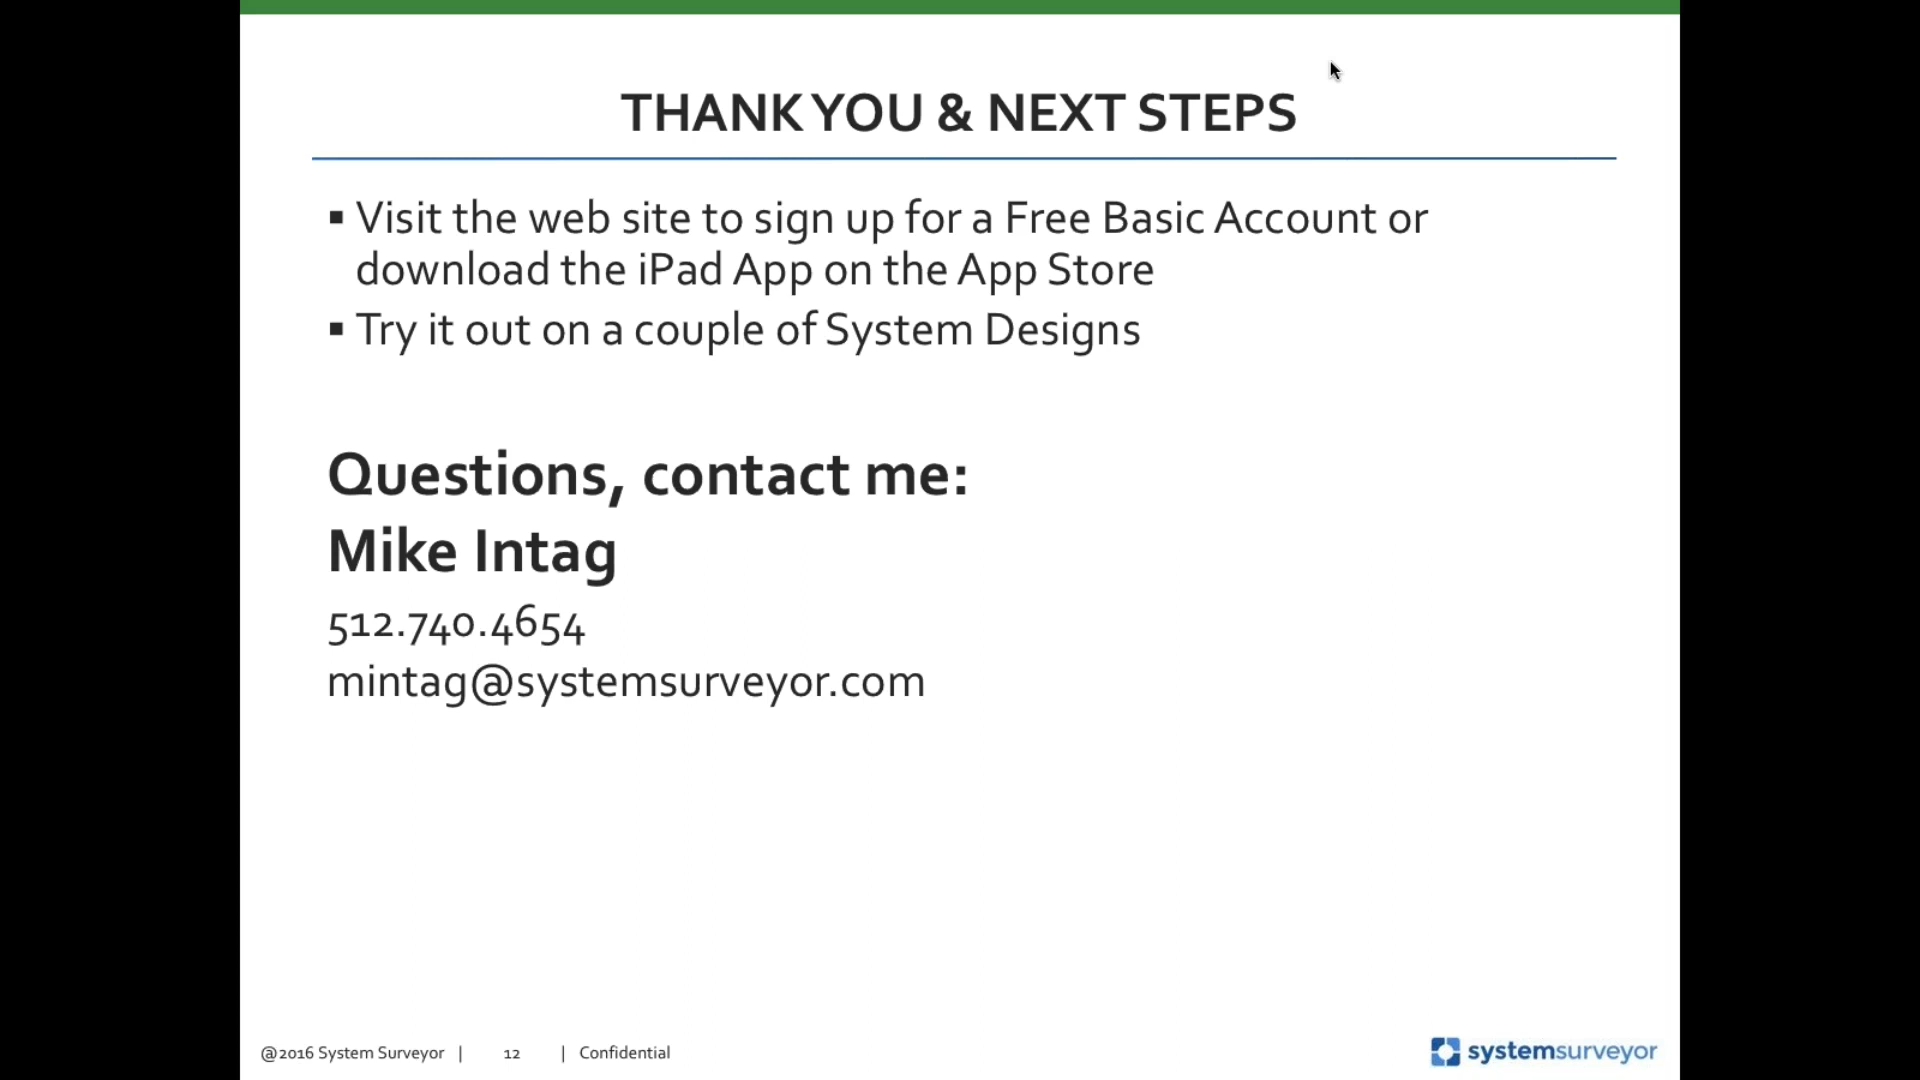 THANK YOU & NEXT STEPS
▪ Visit the web site to sign up for a Free Basic Account or
download the iPad App on the App Store
▪ Try it out on a couple of System Designs
Questions, contact me:
Mike Intag
512.740.4654
mintag@systemsurveyor.com
@2016 System Surveyor | 12 | Confidential
systemsurveyor